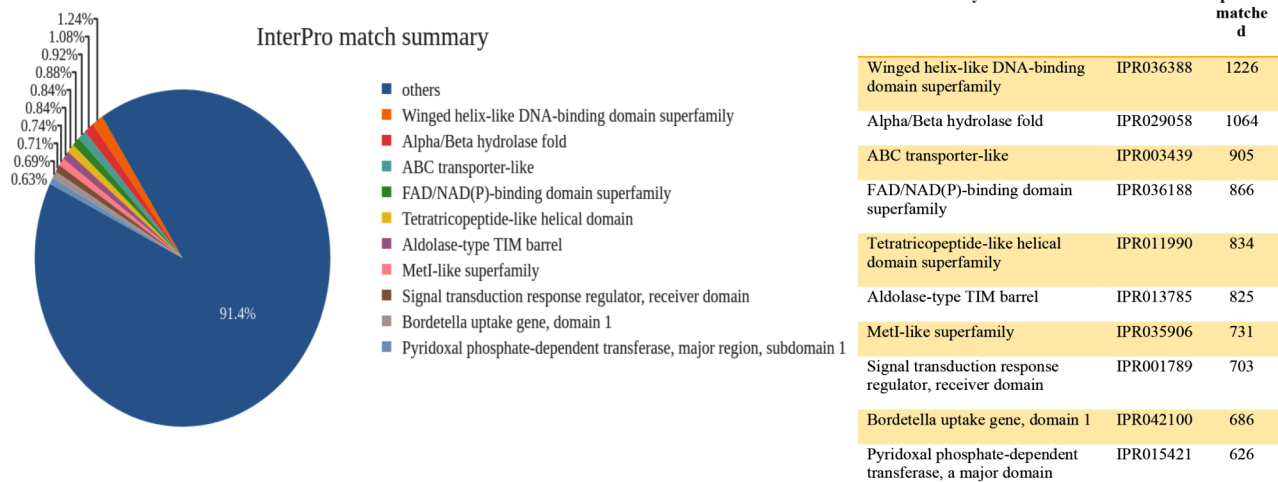 1.24%
1.08%
0.92%
0.88%
0.84%
0.84%
0.74%
0.71%
0.69%
0.63%
InterPro match summary
others
Winged helix-like DNA-binding domain superfamily
Alpha/Beta hydrolase fold
ABC transporter-like
FAD/NAD(P)-binding domain superfamily
Tetratricopeptide-like helical domain
Aldolase-type TIM barrel
MetI-like superfamily
Signal transduction response regulator, receiver domain
Bordetella uptake gene, domain 1
Pyridoxal phosphate-dependent transferase, major region, subdomain 1
91.4%
matche
d
Winged helix-like DNA-binding IPR036388 1226
domain superfamily
Alpha/Beta hydrolase fold IPR029058 1064
ABC transporter-like IPR003439 905
FAD/NAD(P)-binding domain IPR036188 866
superfamily
Tetratricopeptide-like helical IPR011990 834
domain superfamily
Aldolase-type TIM barrel IPR013785 825
MetI-like superfamily IPR035906 731
Signal transduction response IPR001789 703
regulator, receiver domain
Bordetella uptake gene, domain 1 IPR042100 686
Pyridoxal phosphate-dependent IPR015421 626
transferase, a major domain